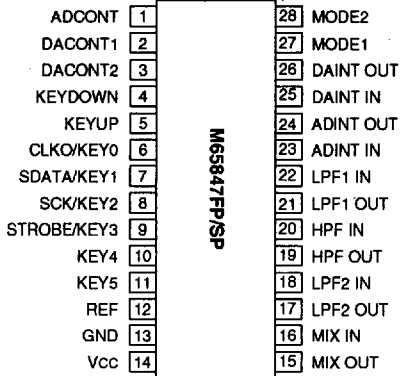 ADCONT 1 28 MODE2
DACONT1 2 27 MODE1
DACONT2 3 26 DAINT OUT
KEYDOWN 4 25 DAINT IN
KEYUP 5 24 ADINT OUT
CLKO/KEY0 6 23 ADINT IN
SDATA/KEY1 7 22 LPF1 IN
SCK/KEY2 8 21 LPF1 OUT
STROBE/KEY3 9 20 HPF IN
KEY4 10 19 HPF OUT
KEY5 11 18 LPF2 IN
REF 12 17 LPF2 OUT
GND 13 16 MIX IN
Vcc 14 15 MIX OUT
M65847FP/SP